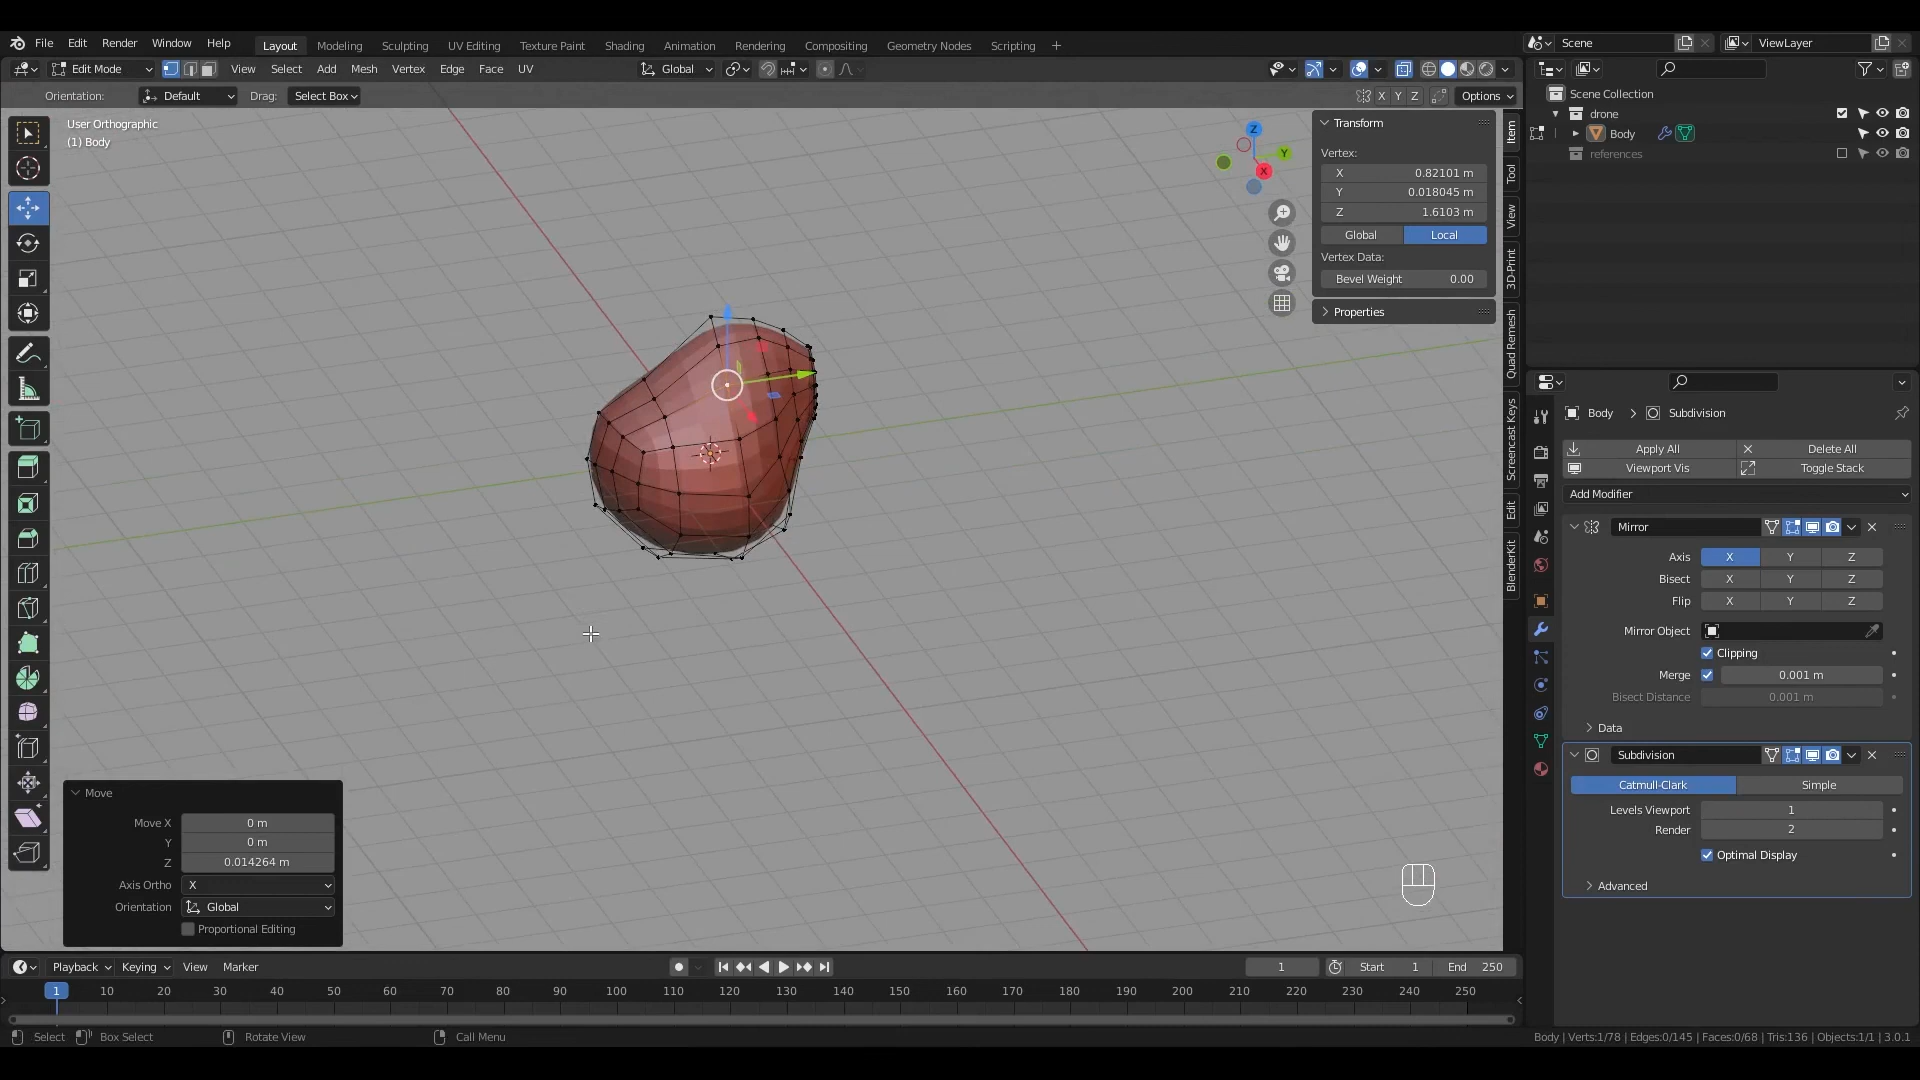 File Edit Render Window Help Layout Modeling Sculpting UV Editing Texture Paint Shading Animation Rendering Compositing Geometry Nodes Scripting + Scene ViewLayer
Edit Mode View Select Add Mesh Vertex Edge Face UV Global
Orientation: Default Drag: Select Box X Y Z Options
User Orthographic
(1) Body
Z
Y
X
Transform
Vertex:
X 0.82101 m
Y 0.018045 m
Z 1.6103 m
Global Local
Vertex Data:
Bevel Weight 0.00
Properties
Item
Tool
View
3D-Print
Quad Remesh
Screencast Keys
Edit
BlenderKit
Scene Collection
drone
Body
references
Body > Subdivision
Apply All Delete All
Viewport Vis Toggle Stack
Add Modifier
Mirror
Axis X Y Z
Bisect X Y Z
Flip X Y Z
Mirror Object
Clipping
Merge 0.001 m
Bisect Distance 0.001 m
Data
Subdivision
Catmull-Clark Simple
Levels Viewport 1
Render 2
Optimal Display
Advanced
Move
Move X 0 m
Y 0 m
Z 0.014264 m
Axis Ortho X
Orientation Global
Proportional Editing
Playback Keying View Marker 1 Start 1 End 250
1 10 20 30 40 50 60 70 80 90 100 110 120 130 140 150 160 170 180 190 200 210 220 230 240 250
Select Box Select Rotate View Call Menu Body | Verts:1/78 | Edges:0/145 | Faces:0/68 | Tris:136 | Objects:1/1 | 3.0.1